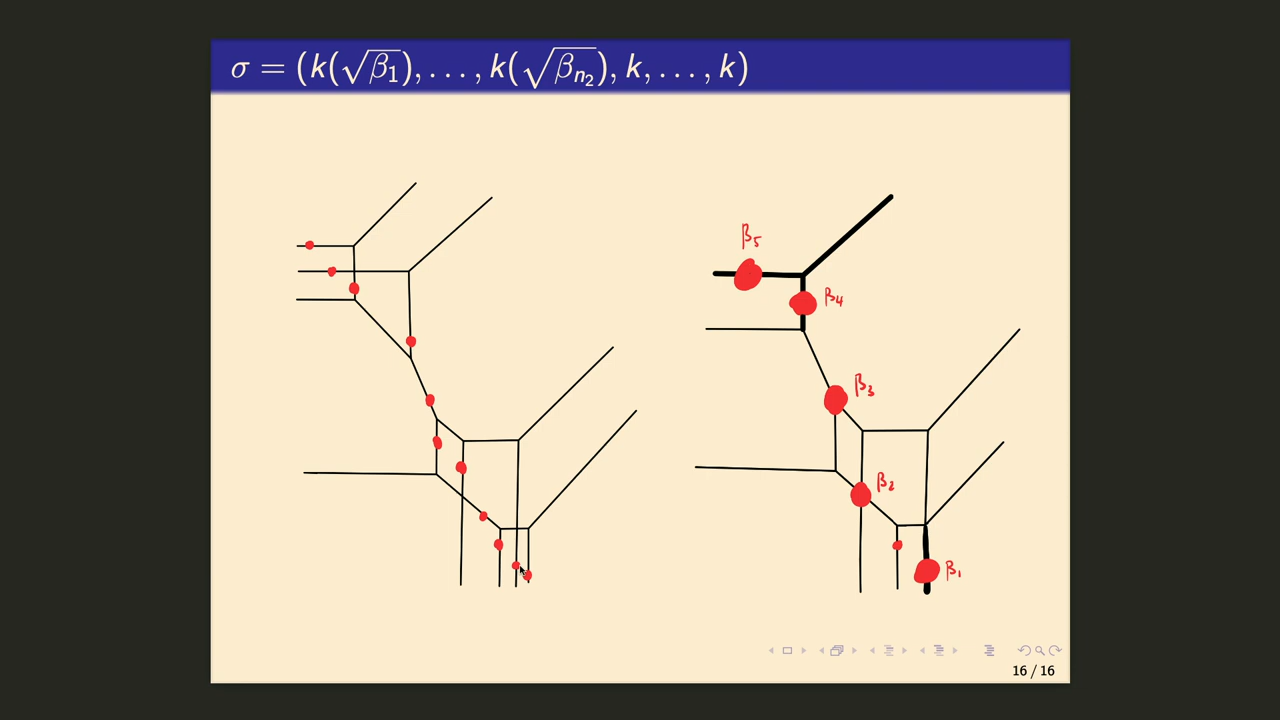 σ = (k(√β₁), . . . , k(√βₙ₂), k, . . . , k)
β₅
β₄
β₃
β₂
β₁
16 / 16